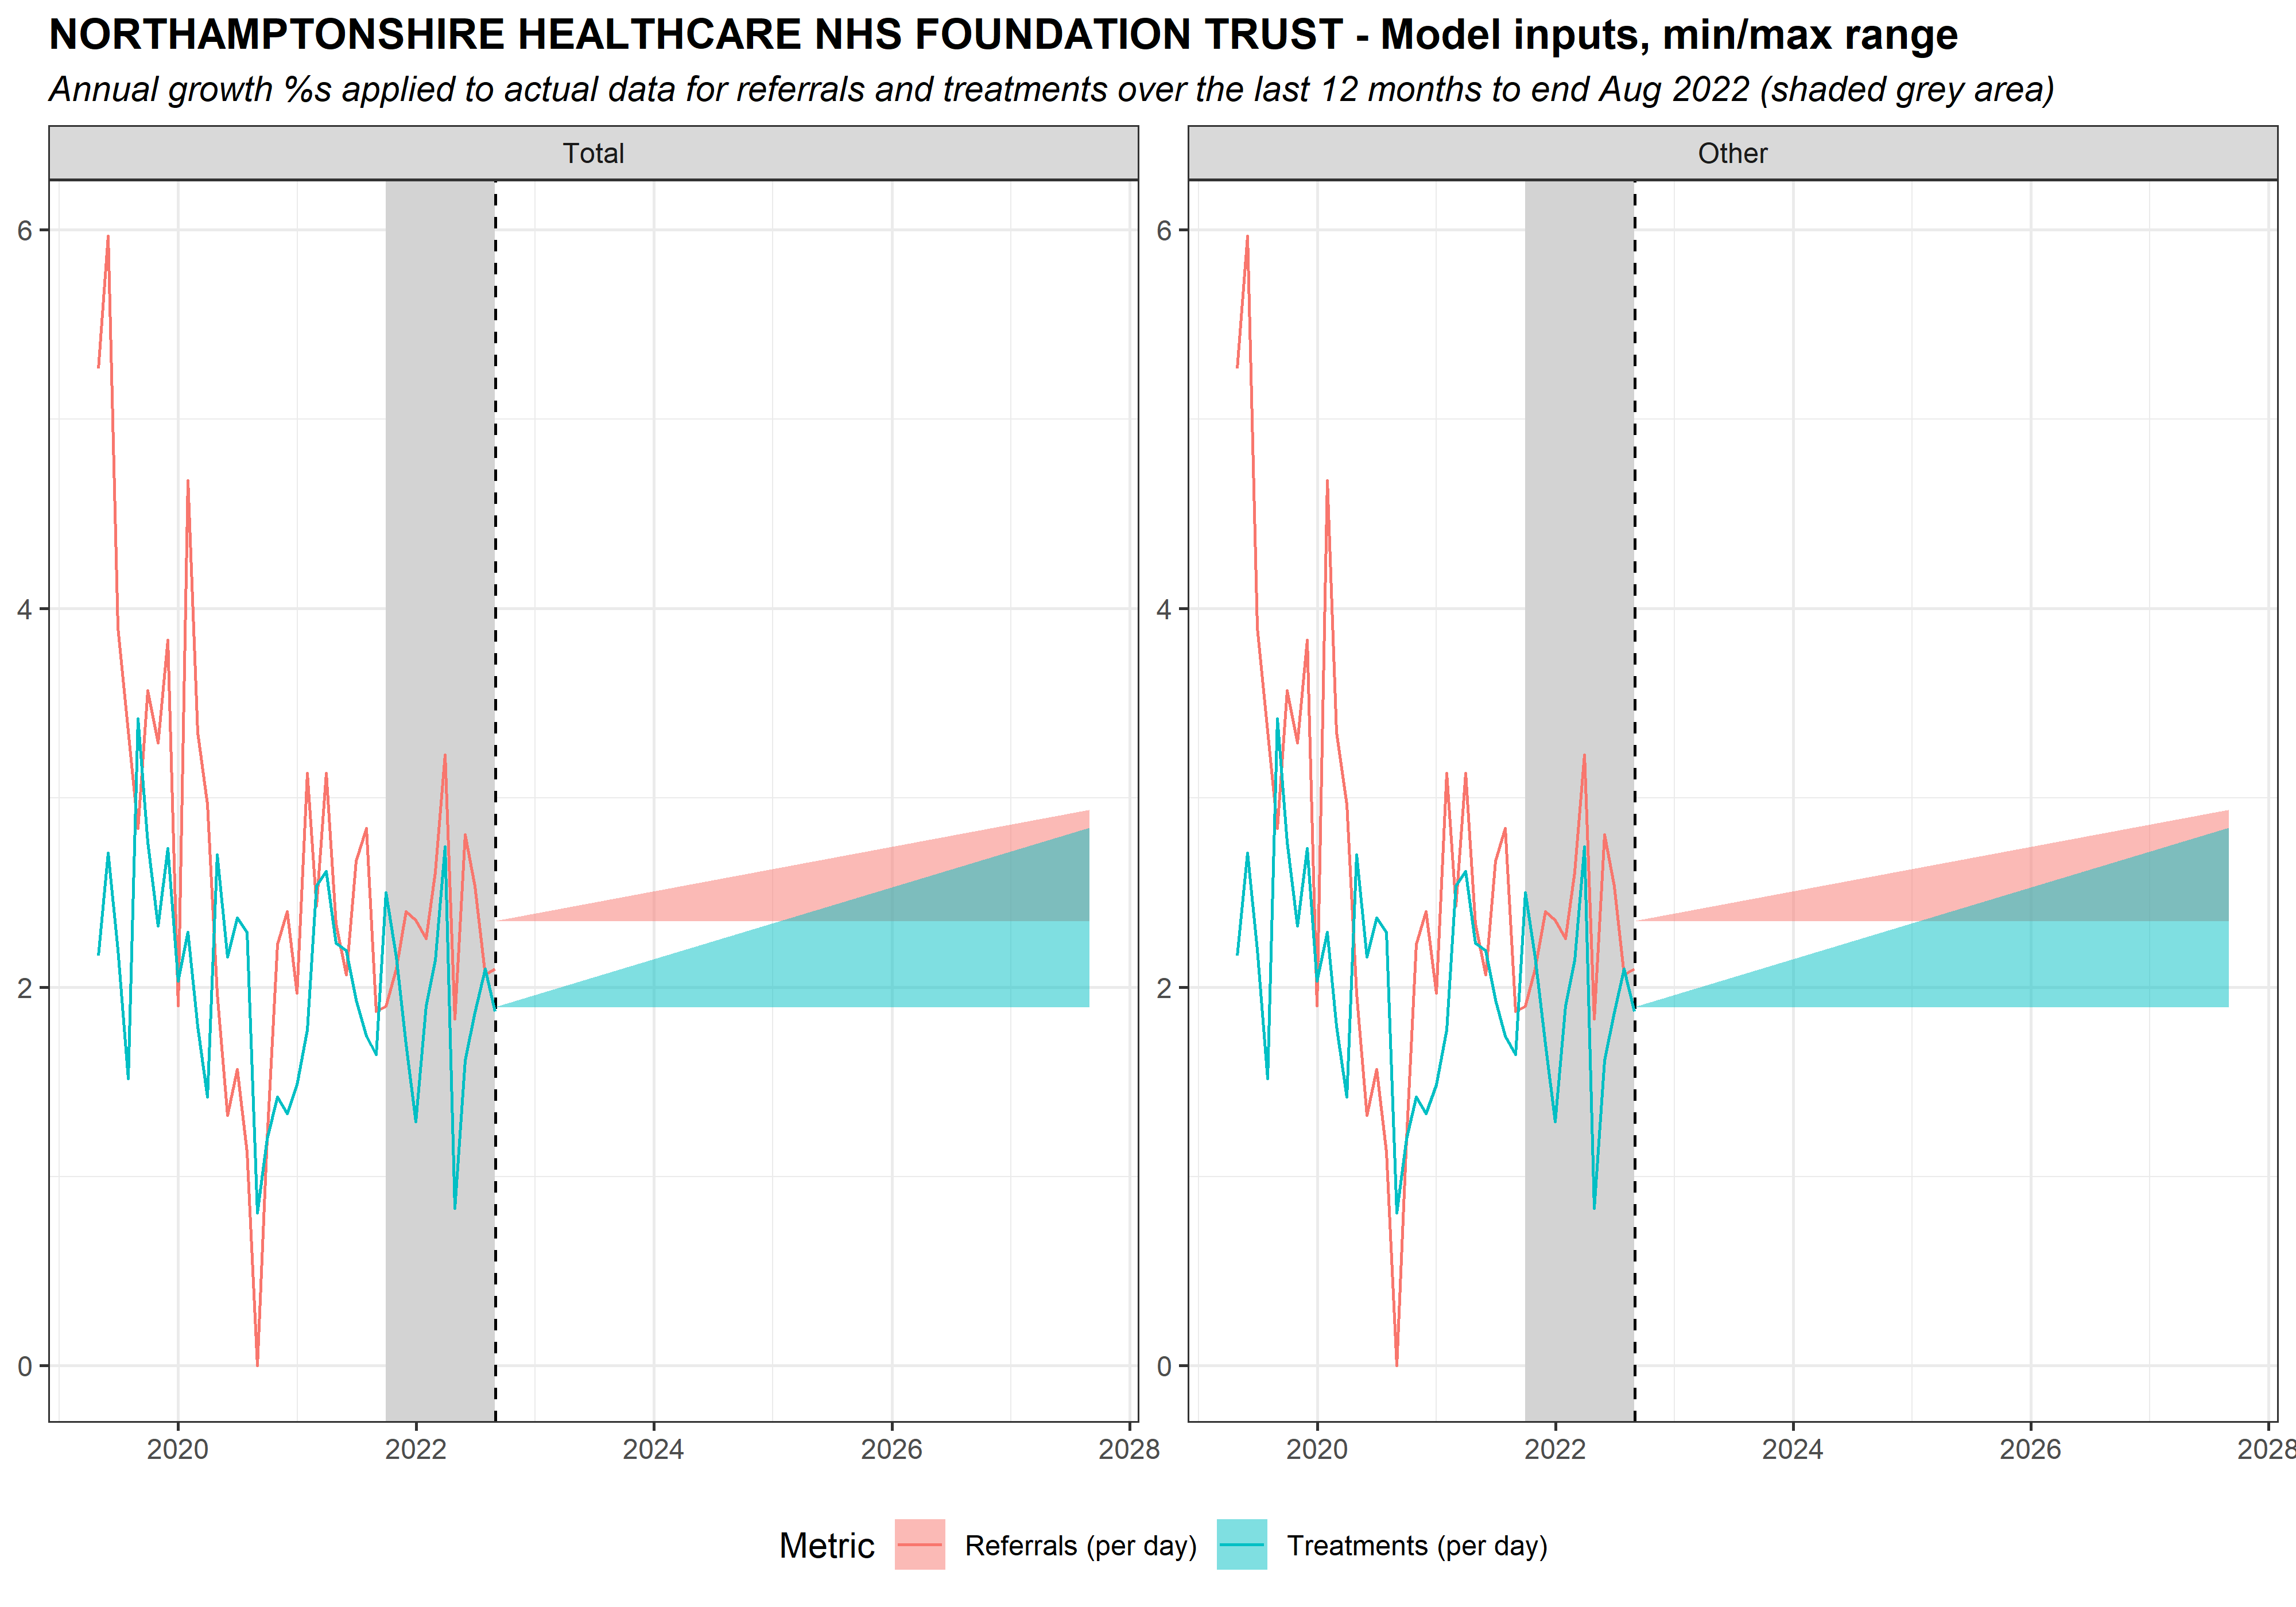 NORTHAMPTONSHIRE HEALTHCARE NHS FOUNDATION TRUST - Model inputs, min/max range
Annual growth %s applied to actual data for referrals and treatments over the last 12 months to end Aug 2022 (shaded grey area)
Total
Other
6
4
2
0
6
4
2
0
2020 2022 2024 2026 2028
2020 2022 2024 2026 2028
Metric Referrals (per day) Treatments (per day)